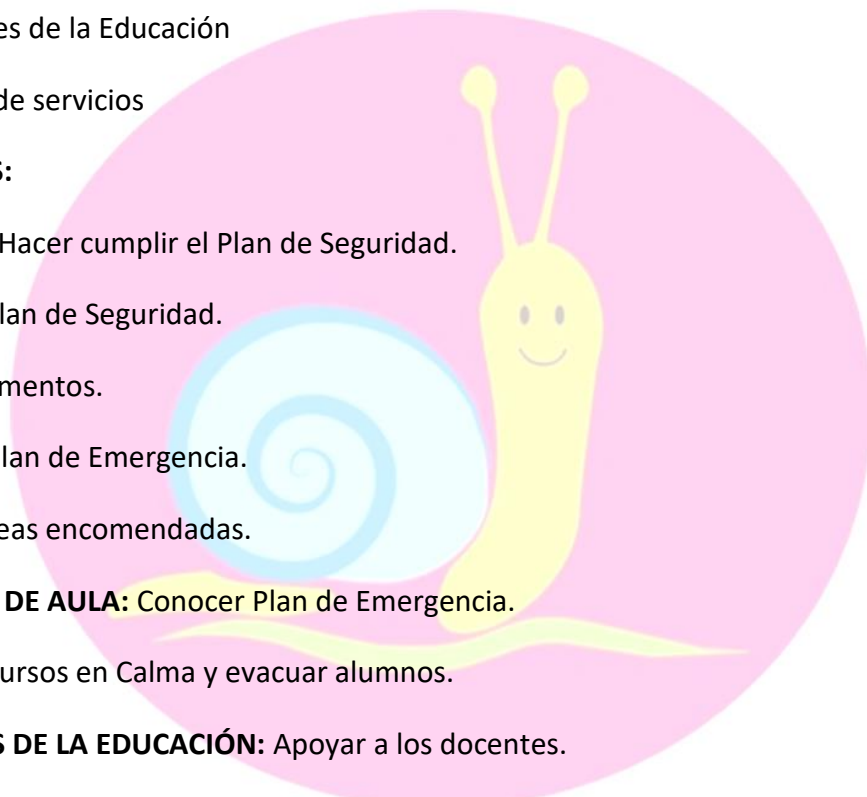 es de la Educación
de servicios
S:
Hacer cumplir el Plan de Seguridad.
lan de Seguridad.
mentos.
lan de Emergencia.
eas encomendadas.
DE AULA: Conocer Plan de Emergencia.
ursos en Calma y evacuar alumnos.
S DE LA EDUCACIÓN: Apoyar a los docentes.